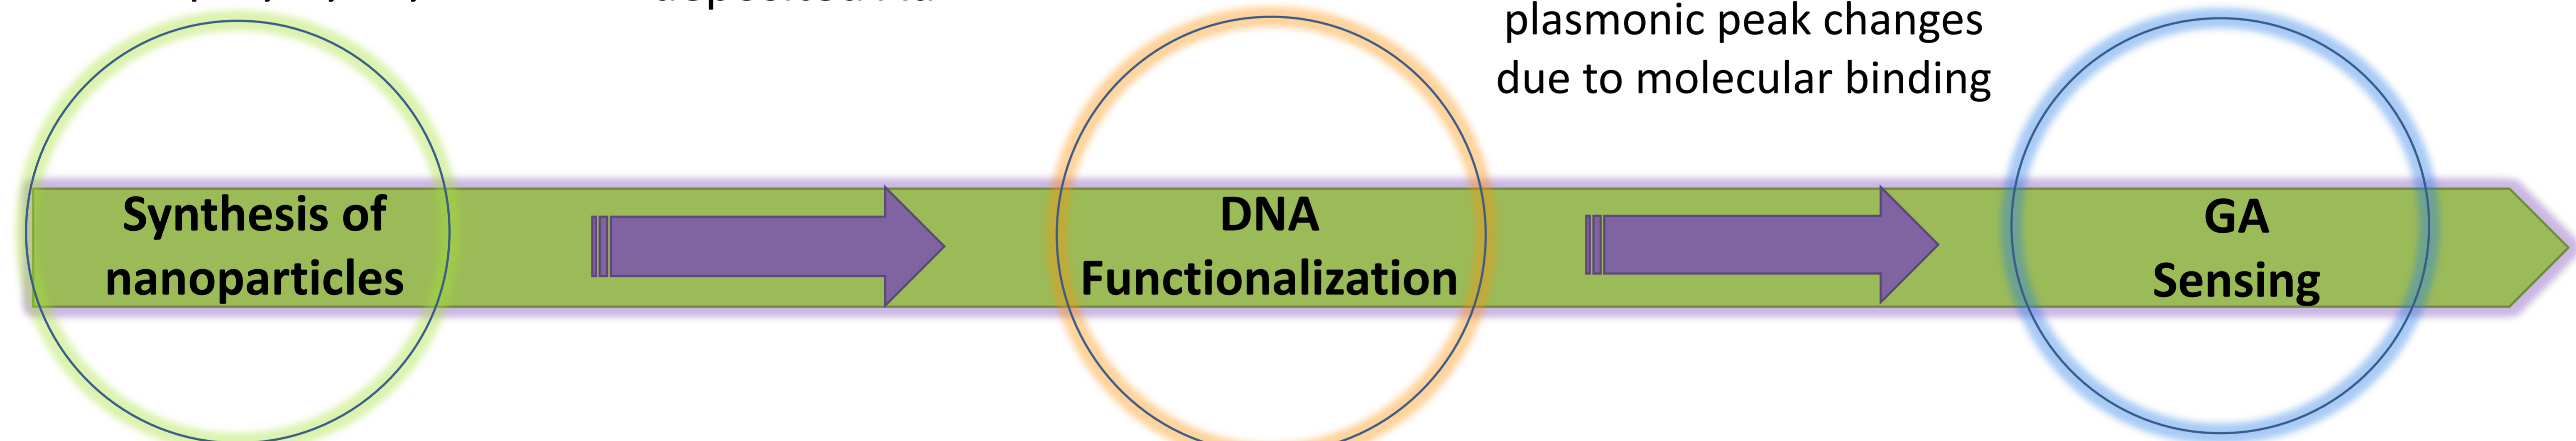 plasmonic peak changes
due to molecular binding
Synthesis of
nanoparticles
DNA
Functionalization
GA
Sensing